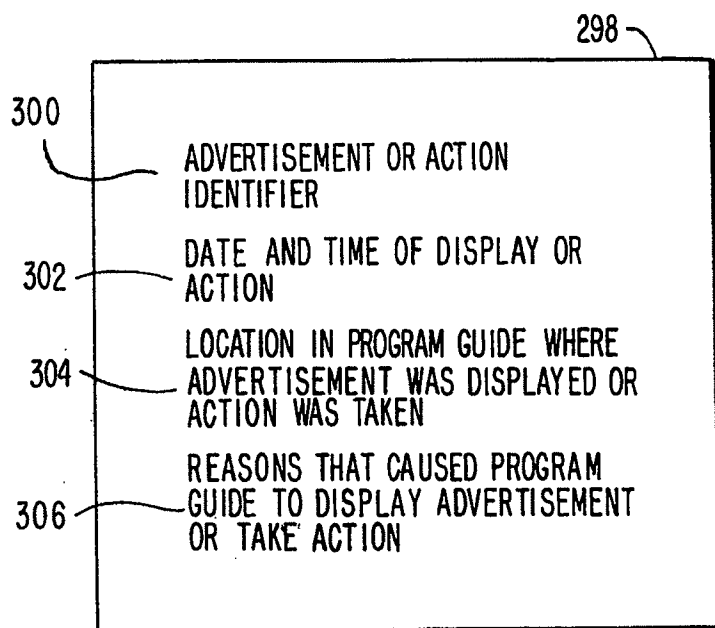 298
300
ADVERTISEMENT OR ACTION
IDENTIFIER
302
DATE AND TIME OF DISPLAY OR
ACTION
304
LOCATION IN PROGRAM GUIDE WHERE
ADVERTISEMENT WAS DISPLAYED OR
ACTION WAS TAKEN
306
REASONS THAT CAUSED PROGRAM
GUIDE TO DISPLAY ADVERTISEMENT
OR TAKE ACTION